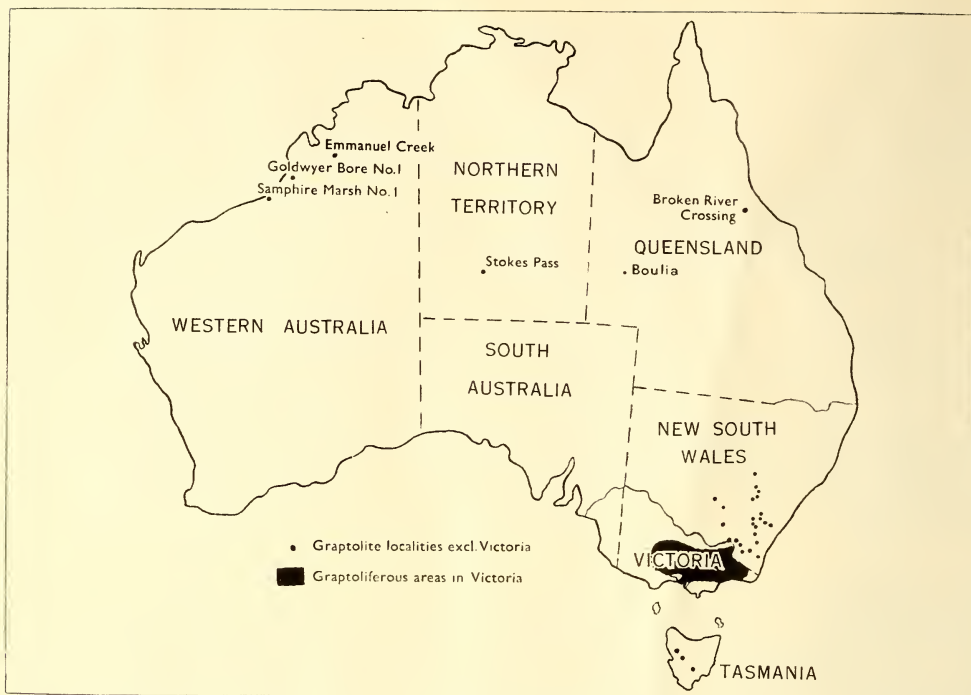 Emmanuel Creek
Goldwyer Bore No.1
Samphire Marsh No.1
NORTHERN
TERRITORY
Broken River
Crossing
QUEENSLAND
Stokes Pass
Boulia
WESTERN AUSTRALIA
SOUTH
AUSTRALIA
NEW SOUTH
WALES
Graptolite localities excl. Victoria
VICTORIA
Graptoliferous areas in Victoria
TASMANIA